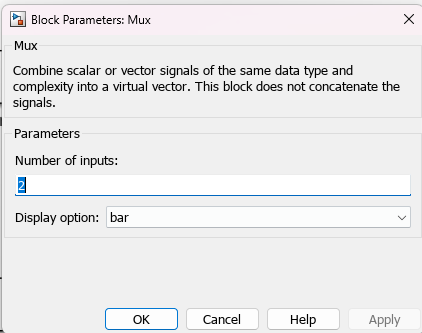 Block Parameters: Mux
Mux
Combine scalar or vector signals of the same data type and
complexity into a virtual vector. This block does not concatenate the
signals.
Parameters
Number of inputs:
2
Display option: bar
OK Cancel Help Apply